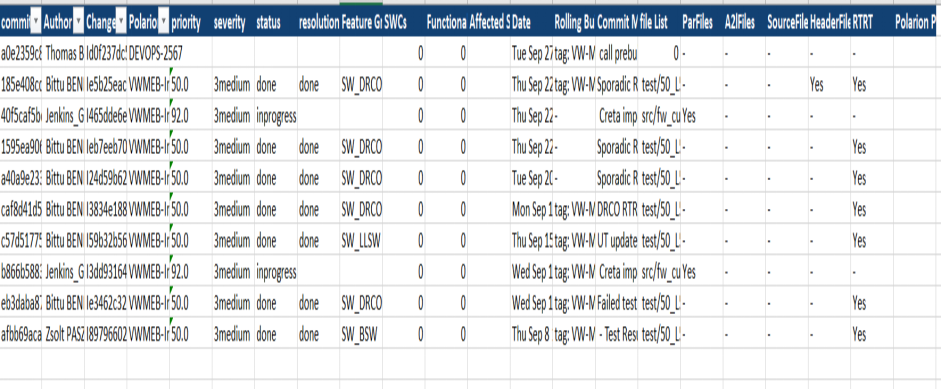 commit Author Change Polario priority severity status resolution Feature Gr SWCs Functiona Affected S Date Rolling Bu Commit M file List ParFiles A2lFiles SourceFile HeaderFile RTRT Polarion P
a0e2359c8 Thomas B Id0f237dc! DEVOPS-2567 0 0 Tue Sep 27 tag: VW-M call prebu 0 - - - - -
185e408cc Bittu BEN Ie5b25eac VWMEB-Ir 50.0 3medium done done SW_DRCO 0 0 Thu Sep 22 tag: VW-M Sporadic R test/50_L! - - - Yes Yes
40f5caf5b Jenkins_G I465dde6e VWMEB-Ir 92.0 3medium inprogress 0 0 Thu Sep 22 - Creta imp src/fw_cu Yes - - - -
1595ea90 Bittu BEN Ieb7eeb70 VWMEB-Ir 50.0 3medium done done SW_DRCO 0 0 Thu Sep 22 - Sporadic R test/50_L! - - - - Yes
a40a9e23 Bittu BEN I24d59b62 VWMEB-Ir 50.0 3medium done done SW_DRCO 0 0 Tue Sep 20 - Sporadic R test/50_L! - - - - Yes
caf8d41d5 Bittu BEN I3834e188 VWMEB-Ir 50.0 3medium done done SW_DRCO 0 0 Mon Sep 1 tag: VW-M DRCO RTR test/50_L! - - - - Yes
c57d5177 Bittu BEN I59b32b56 VWMEB-Ir 50.0 3medium done done SW_LLSW 0 0 Thu Sep 15 tag: VW-M UT update test/50_L! - - - - Yes
b866b588 Jenkins_G I3dd93164 VWMEB-Ir 92.0 3medium inprogress 0 0 Wed Sep 1 tag: VW-M Creta imp src/fw_cu Yes - - - -
eb3daba8 Bittu BEN Ie3462c32 VWMEB-Ir 50.0 3medium done done SW_DRCO 0 0 Wed Sep 1 tag: VW-M Failed test test/50_L! - - - - Yes
afbb69aca Zsolt PASZ I89796602 VWMEB-Ir 50.0 3medium done done SW_BSW 0 0 Thu Sep 8 tag: VW-M - Test Res test/50_L! - - - - Yes